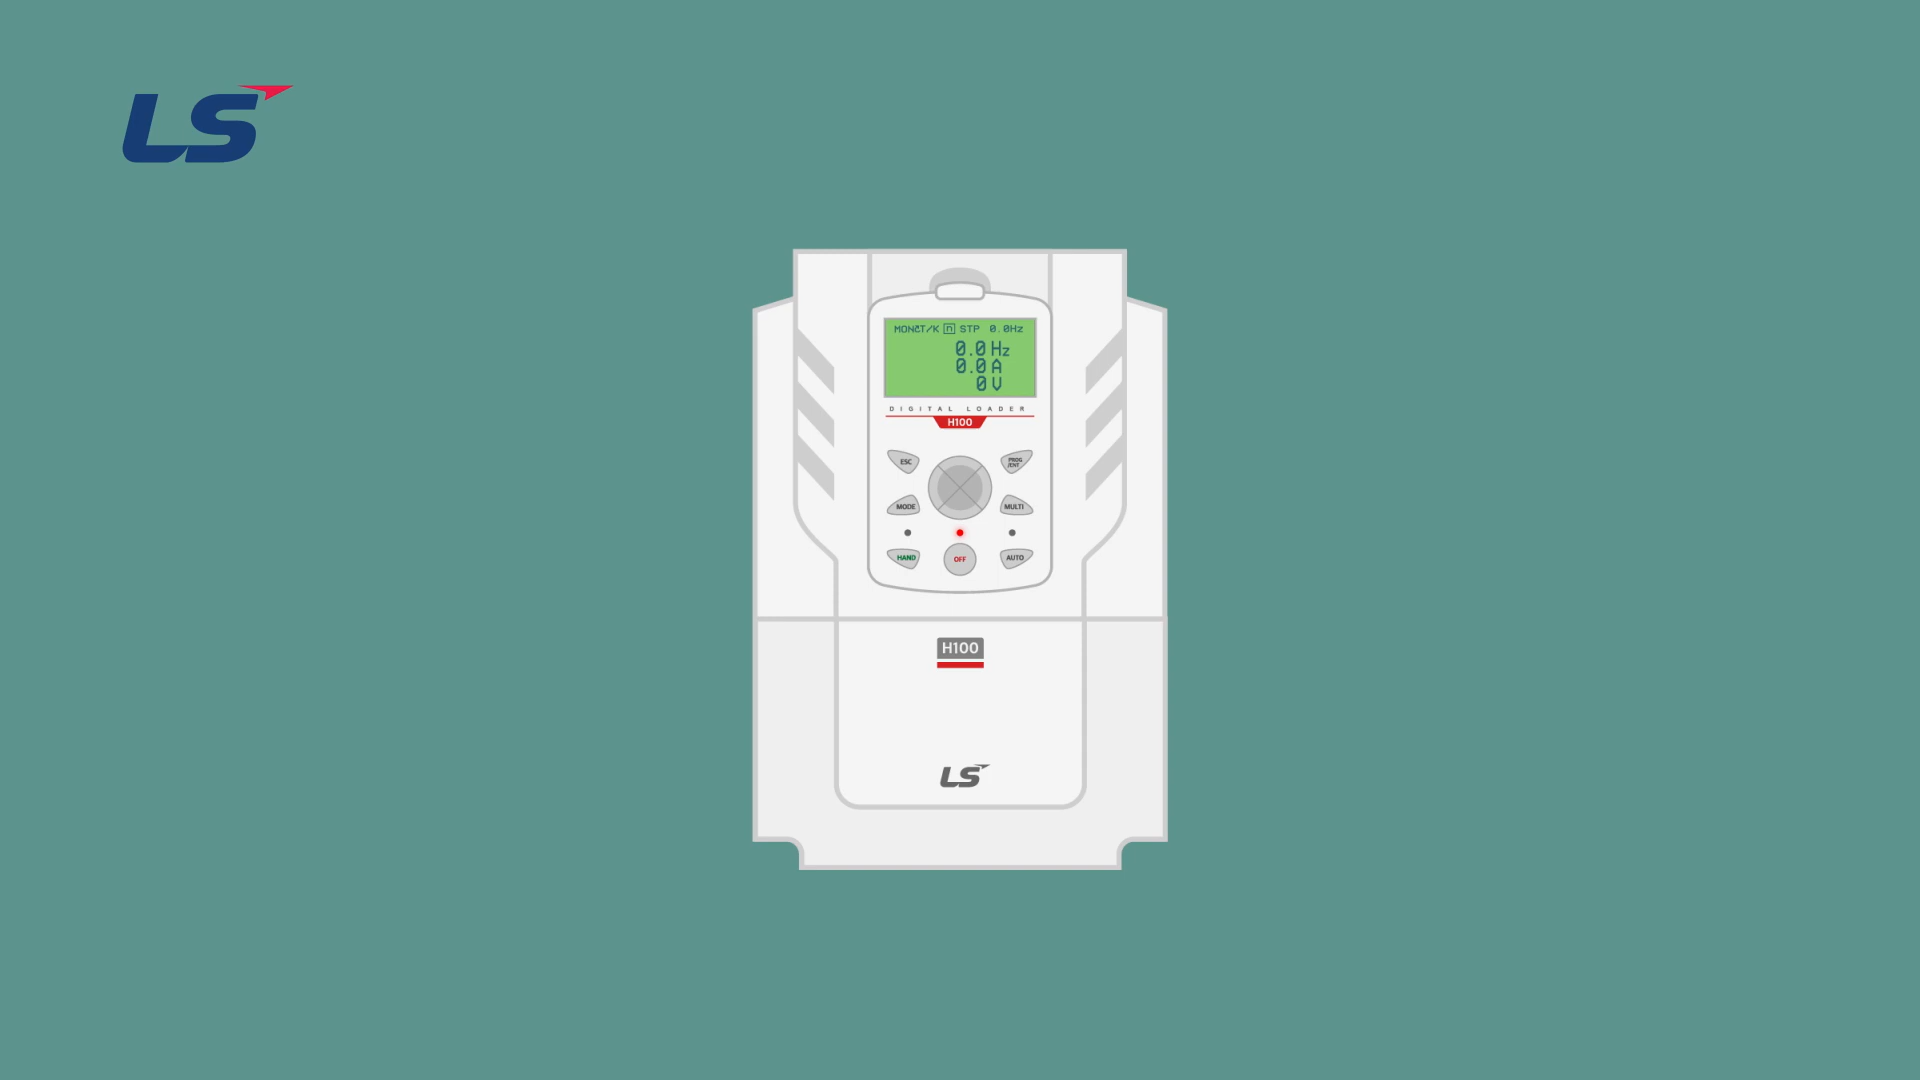 LS
MON T/K N STP 0.0Hz
0.0 Hz
0.0 A
0 V
DIGITAL LOADER
H100
ESC
PROG
/ENT
MODE
MULTI
HAND
OFF
AUTO
H100
LS